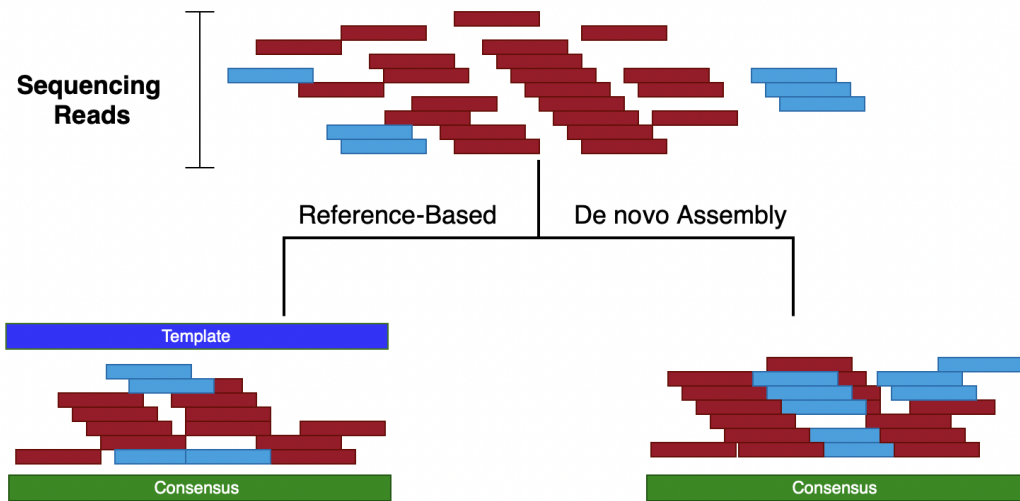 Sequencing
Reads
Reference-Based
De novo Assembly
Template
Consensus
Consensus